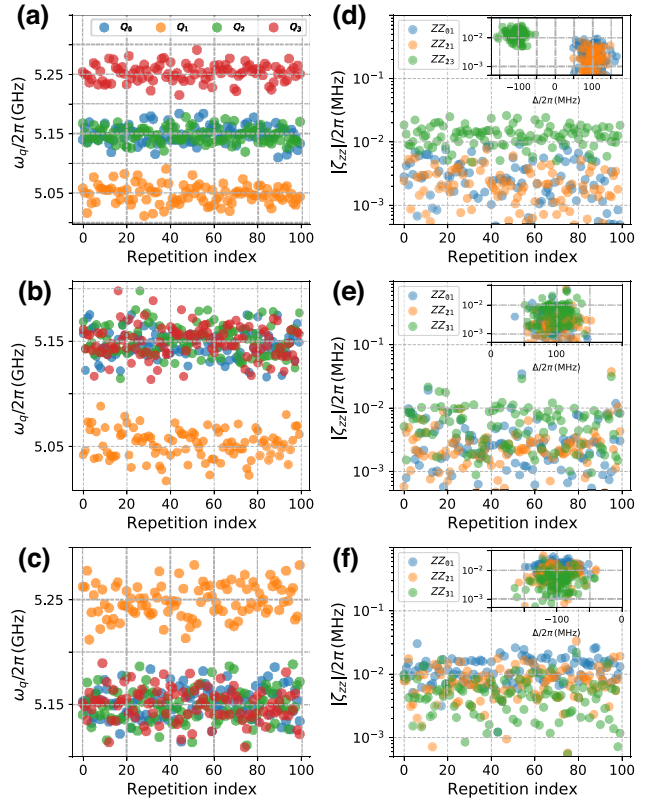 (a)
Q0 Q1 Q2 Q3
5.25
5.15
5.05
ωq/2π (GHz)
0 20 40 60 80 100
Repetition index
(d)
ZZ01
ZZ21
ZZ23
−100 0 100
Δ/2π (MHz)
10⁻¹
10⁻²
10⁻³
|ζzz|/2π (MHz)
0 20 40 60 80 100
Repetition index
(b)
5.15
5.05
ωq/2π (GHz)
0 20 40 60 80 100
Repetition index
(e)
ZZ01
ZZ21
ZZ31
10⁻²
10⁻³
0 100
Δ/2π (MHz)
10⁻¹
10⁻²
10⁻³
|ζzz|/2π (MHz)
0 20 40 60 80 100
Repetition index
(c)
5.25
5.15
ωq/2π (GHz)
0 20 40 60 80 100
Repetition index
(f)
ZZ01
ZZ21
ZZ31
10⁻²
10⁻³
−100 0
Δ/2π (MHz)
10⁻¹
10⁻²
10⁻³
|ζzz|/2π (MHz)
0 20 40 60 80 100
Repetition index